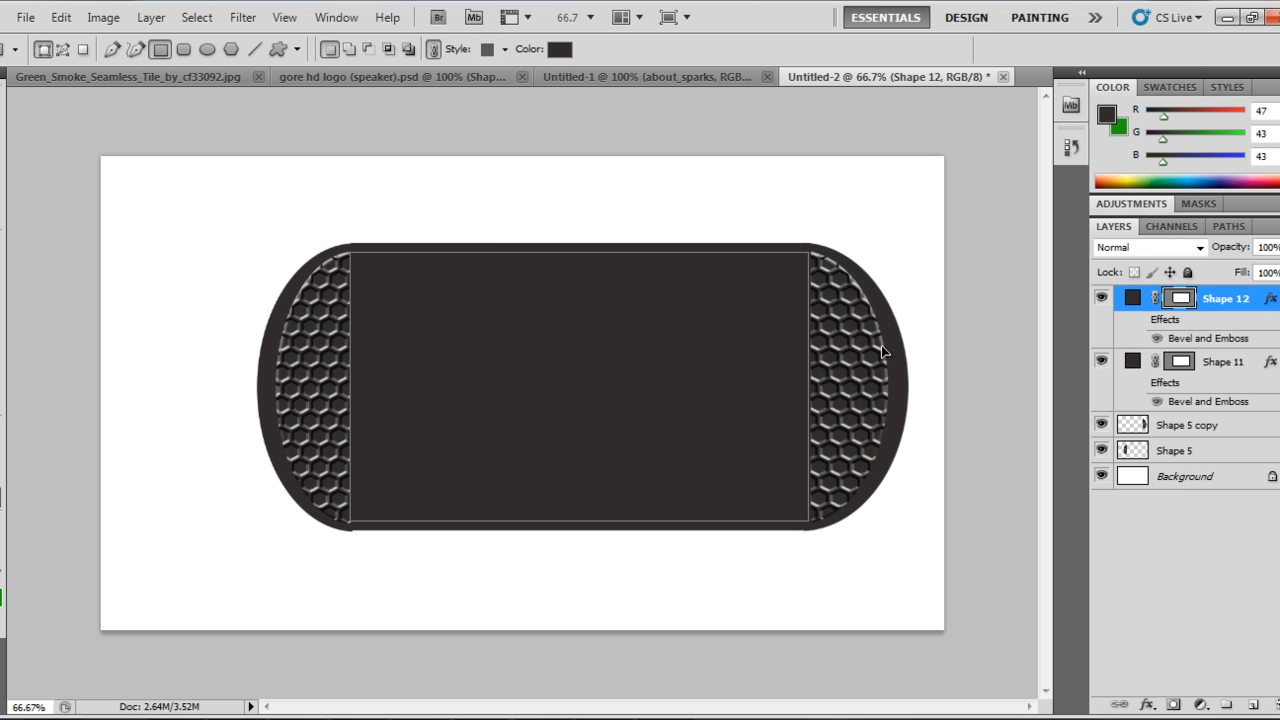 File Edit Image Layer Select Filter View Window Help Br Mb 66.7 ESSENTIALS DESIGN PAINTING CS Live
Style: Color:
Green_Smoke_Seamless_Tile_by_cf33092.jpg gore hd logo (speaker).psd @ 100% (Shap... Untitled-1 @ 100% (about_sparks, RGB... Untitled-2 @ 66.7% (Shape 12, RGB/8) *
COLOR SWATCHES STYLES
Mb
R 47
G 43
B 43
ADJUSTMENTS MASKS
LAYERS CHANNELS PATHS
Normal Opacity: 100%
Lock: Fill: 100%
Shape 12 fx
Effects
Bevel and Emboss
Shape 11 fx
Effects
Bevel and Emboss
Shape 5 copy
Shape 5
Background
66.67% Doc: 2.64M/3.52M fx